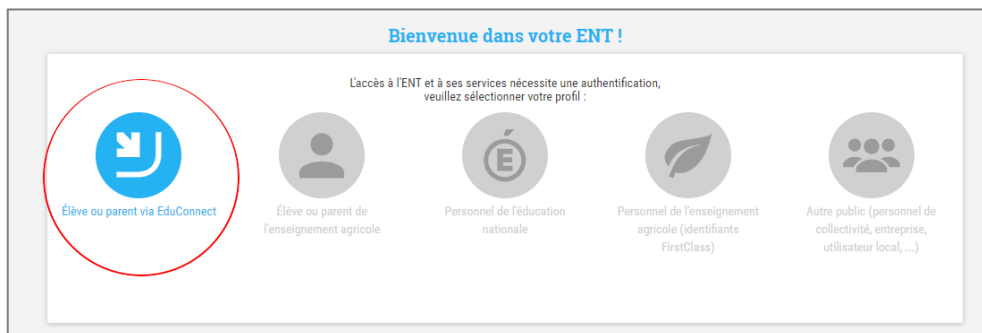 Bienvenue dans votre ENT !
L'accès à l'ENT et à ses services nécessite une authentification,
veuillez sélectionner votre profil :
É
Élève ou parent via EduConnect
Élève ou parent de
l'enseignement agricole
Personnel de l'éducation
nationale
Personnel de l'enseignement
agricole (identifiants
FirstClass)
Autre public (personnel de
collectivité, entreprise,
utilisateur local, ...)